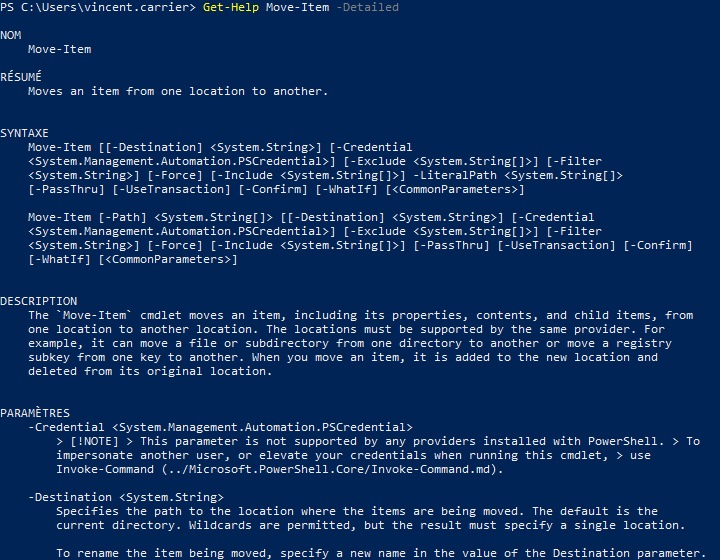 PS C:\Users\vincent.carrier> Get-Help Move-Item -Detailed
NOM
Move-Item
RÉSUMÉ
Moves an item from one location to another.
SYNTAXE
Move-Item [[-Destination] <System.String>] [-Credential
<System.Management.Automation.PSCredential>] [-Exclude <System.String[]>] [-Filter
<System.String>] [-Force] [-Include <System.String[]>] -LiteralPath <System.String[]>
[-PassThru] [-UseTransaction] [-Confirm] [-WhatIf] [<CommonParameters>]
Move-Item [-Path] <System.String[]> [[-Destination] <System.String>] [-Credential
<System.Management.Automation.PSCredential>] [-Exclude <System.String[]>] [-Filter
<System.String>] [-Force] [-Include <System.String[]>] [-PassThru] [-UseTransaction] [-Confirm]
[-WhatIf] [<CommonParameters>]
DESCRIPTION
The `Move-Item` cmdlet moves an item, including its properties, contents, and child items, from
one location to another location. The locations must be supported by the same provider. For
example, it can move a file or subdirectory from one directory to another or move a registry
subkey from one key to another. When you move an item, it is added to the new location and
deleted from its original location.
PARAMÈTRES
-Credential <System.Management.Automation.PSCredential>
> [!NOTE] > This parameter is not supported by any providers installed with PowerShell. > To
impersonate another user, or elevate your credentials when running this cmdlet, > use
Invoke-Command (../Microsoft.PowerShell.Core/Invoke-Command.md).
-Destination <System.String>
Specifies the path to the location where the items are being moved. The default is the
current directory. Wildcards are permitted, but the result must specify a single location.
To rename the item being moved, specify a new name in the value of the Destination parameter.